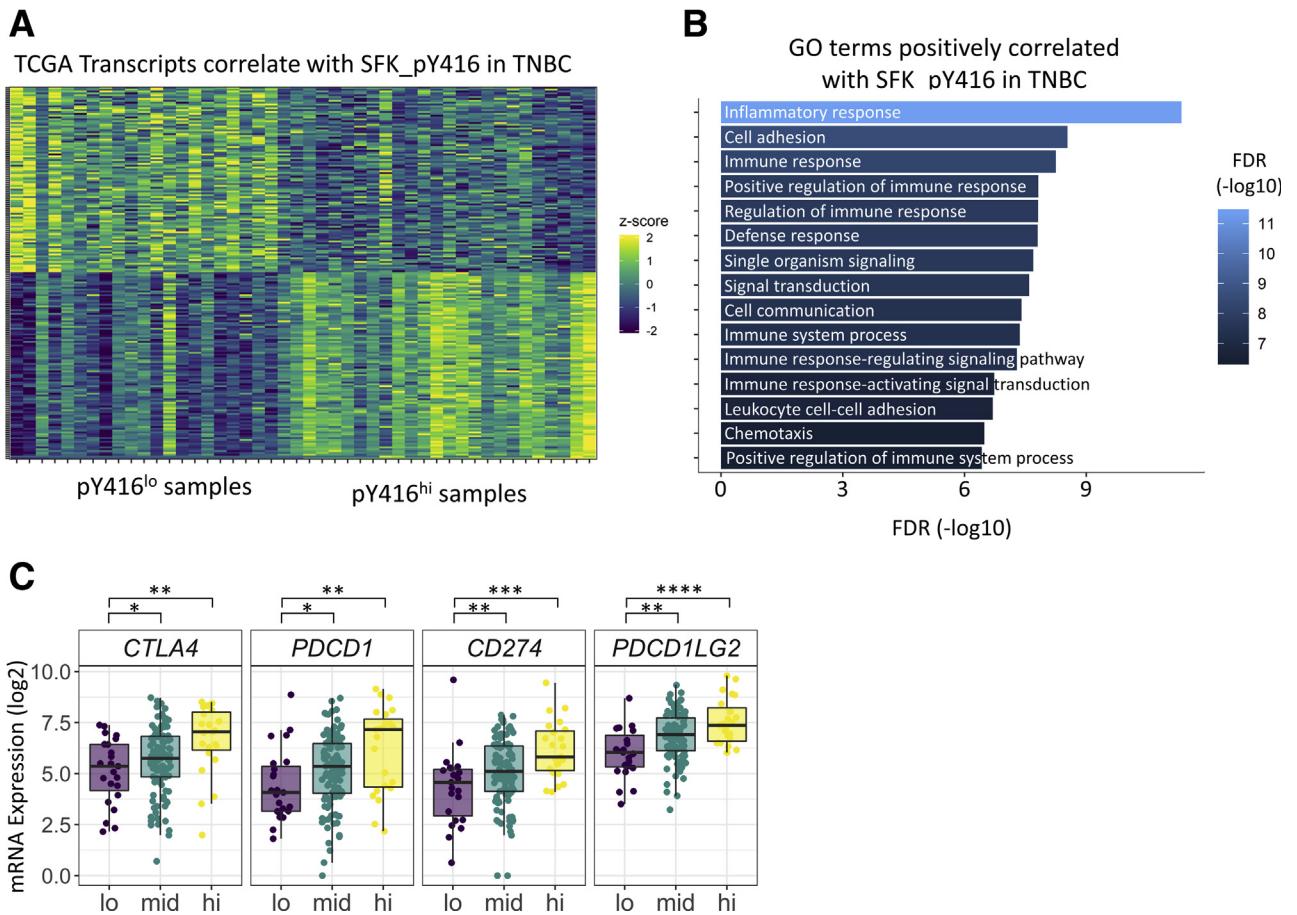 A
TCGA Transcripts correlate with SFK_pY416 in TNBC
z-score
2
1
0
-1
-2
pY416lo samples
pY416hi samples
B
GO terms positively correlated
with SFK_pY416 in TNBC
Inflammatory response
Cell adhesion
Immune response
Positive regulation of immune response
Regulation of immune response
Defense response
Single organism signaling
Signal transduction
Cell communication
Immune system process
Immune response-regulating signaling pathway
Immune response-activating signal transduction
Leukocyte cell-cell adhesion
Chemotaxis
Positive regulation of immune system process
0 3 6 9
FDR (-log10)
FDR
(-log10)
11
10
9
8
7
C
** ** *** ****
* * ** **
CTLA4 PDCD1 CD274 PDCD1LG2
mRNA Expression (log2)
10.0
7.5
5.0
2.5
0.0
lo mid hi lo mid hi lo mid hi lo mid hi